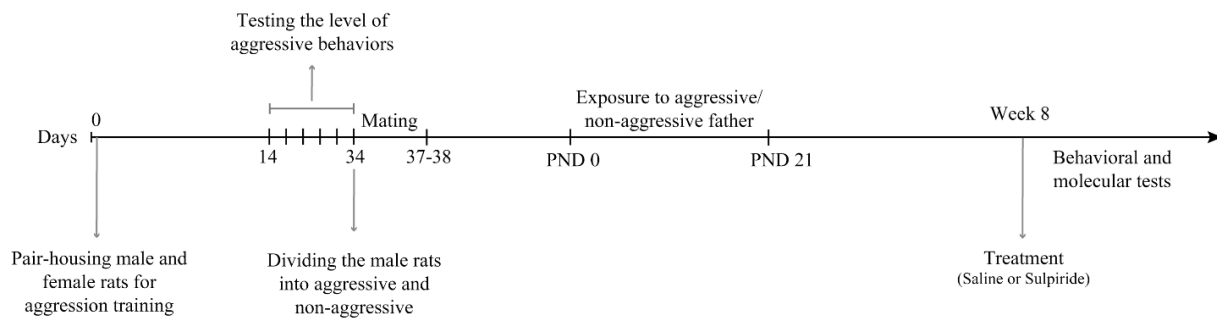 Testing the level of
aggressive behaviors
Days
0
14
34
Mating
37-38
Exposure to aggressive/
non-aggressive father
PND 0
PND 21
Week 8
Behavioral and
molecular tests
Pair-housing male and
female rats for
aggression training
Dividing the male rats
into aggressive and
non-aggressive
Treatment
(Saline or Sulpiride)